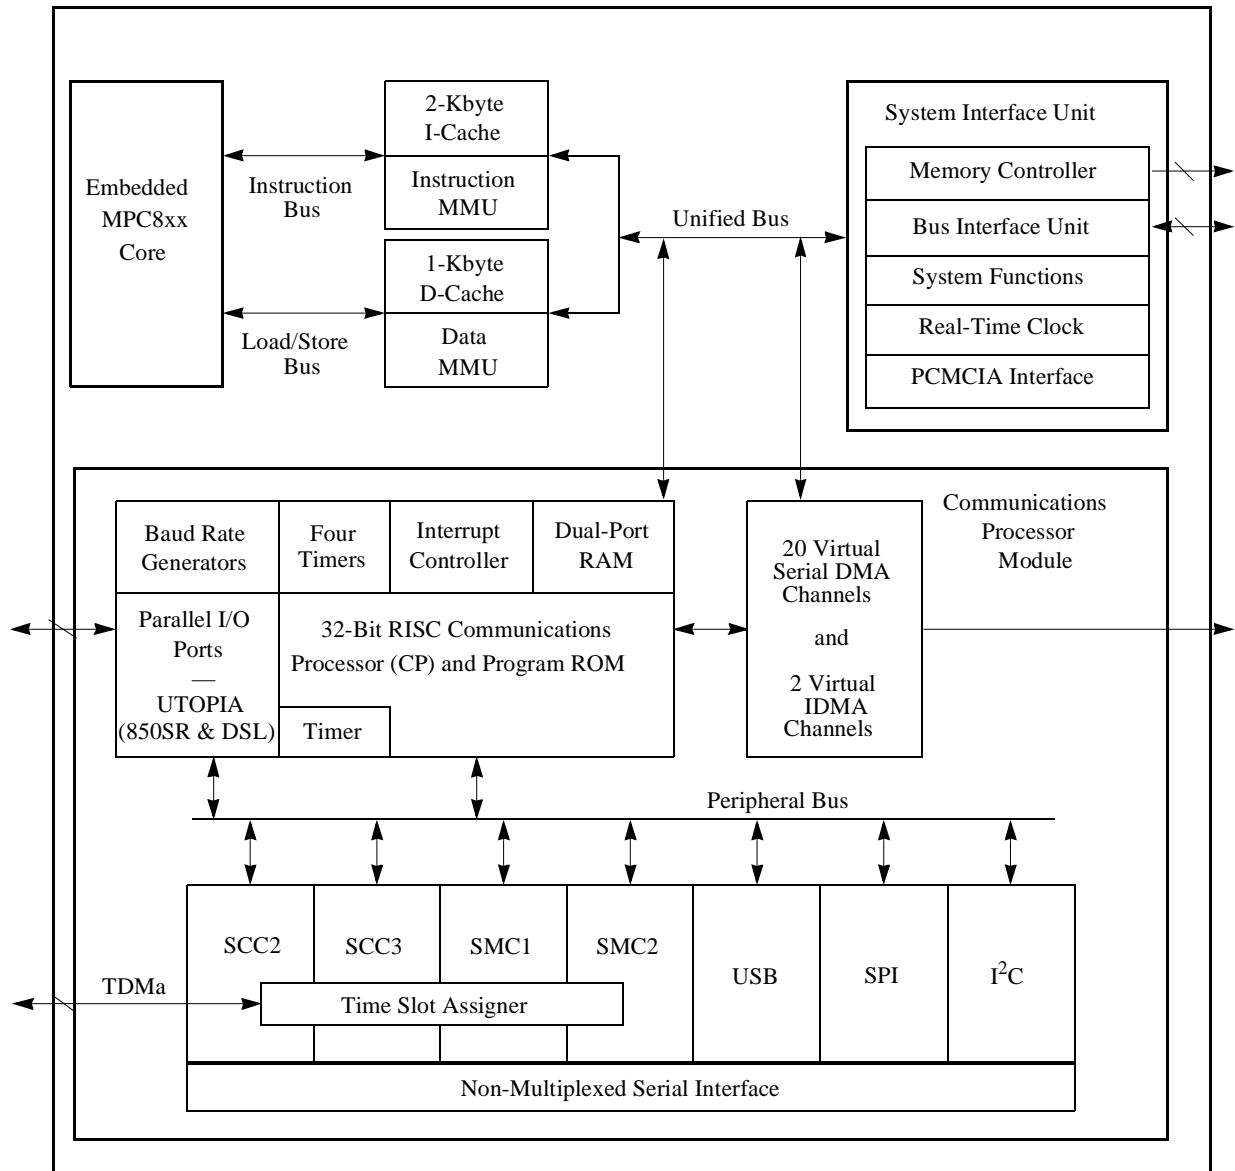 2-Kbyte
I-Cache
Instruction
MMU
Embedded
MPC8xx
Core
Instruction
Bus
Load/Store
Bus
1-Kbyte
D-Cache
Data
MMU
Unified Bus
System Interface Unit
Memory Controller
Bus Interface Unit
System Functions
Real-Time Clock
PCMCIA Interface
Communications
Processor
Module
Baud Rate
Generators
Four
Timers
Interrupt
Controller
Dual-Port
RAM
Parallel I/O
Ports
—
UTOPIA
(850SR & DSL)
32-Bit RISC Communications
Processor (CP) and Program ROM
Timer
20 Virtual
Serial DMA
Channels
and
2 Virtual
IDMA
Channels
Peripheral Bus
SCC2
SCC3
SMC1
SMC2
USB
SPI
I²C
TDMa
Time Slot Assigner
Non-Multiplexed Serial Interface